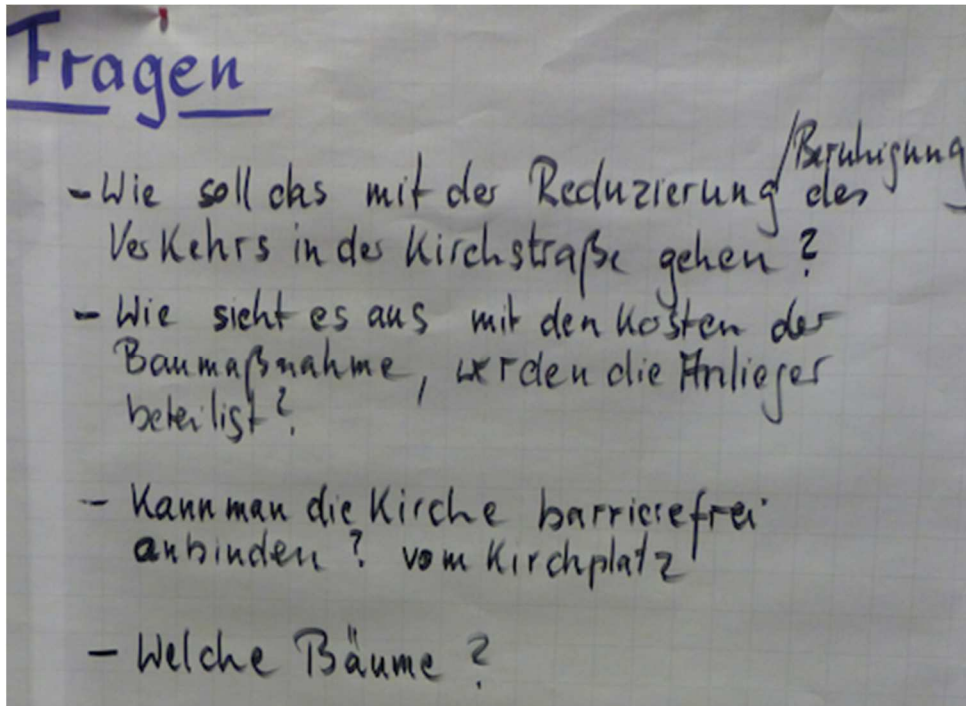 Fragen
- Wie soll das mit der Reduzierung /Beruhigung des
Verkehrs in der Kirchstraße gehen ?
- Wie sieht es aus mit den Kosten der
Baumaßnahme, werden die Anlieger
beteiligt ?
- Kann man die Kirche barrierefrei
anbinden ? vom Kirchplatz
- Welche Bäume ?